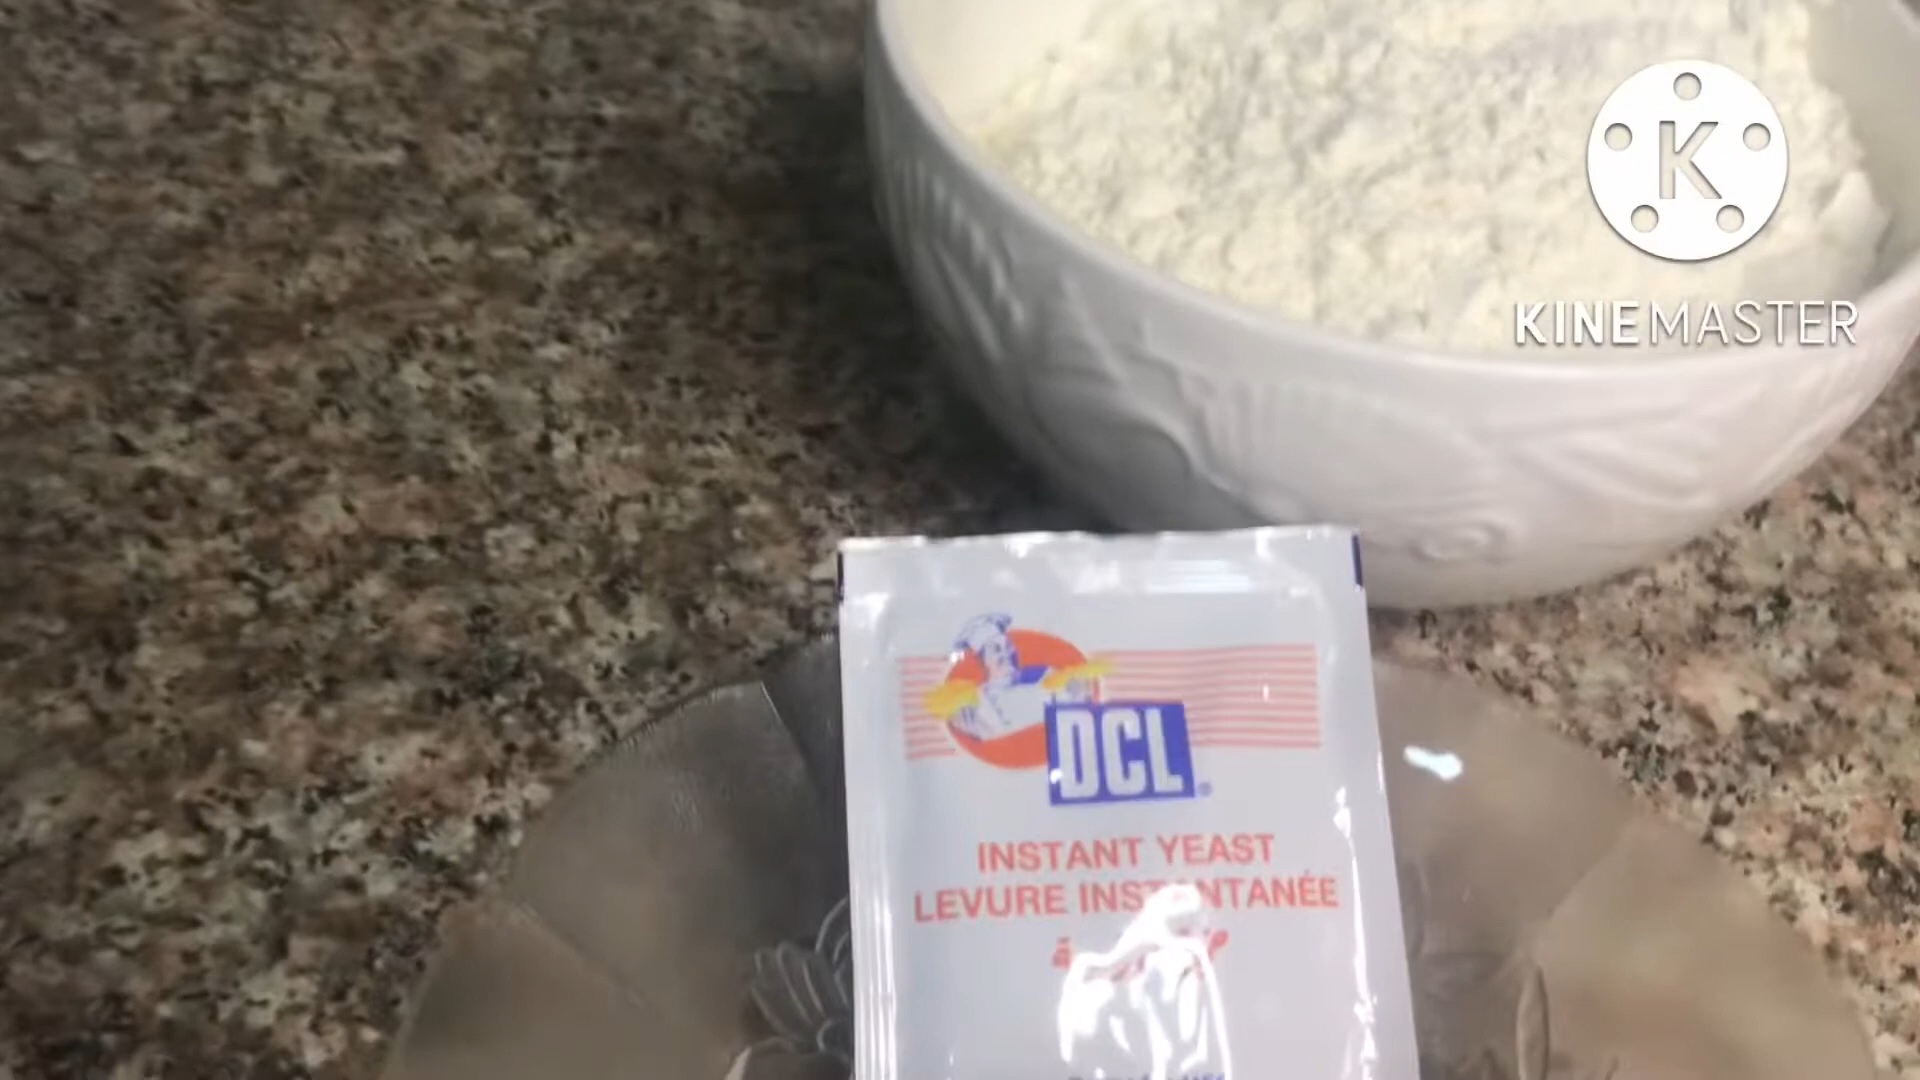 K
KINEMASTER
DCL
INSTANT YEAST
LEVURE INSTANTANÉE